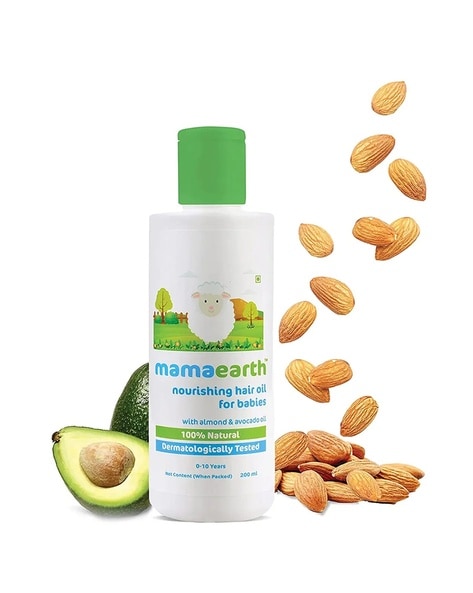 mamaearth™
nourishing hair oil
for babies
with almond & avocado oil
100% Natural
Dermatologically Tested
0-10 Years
Net Content (When Packed) 200 ml